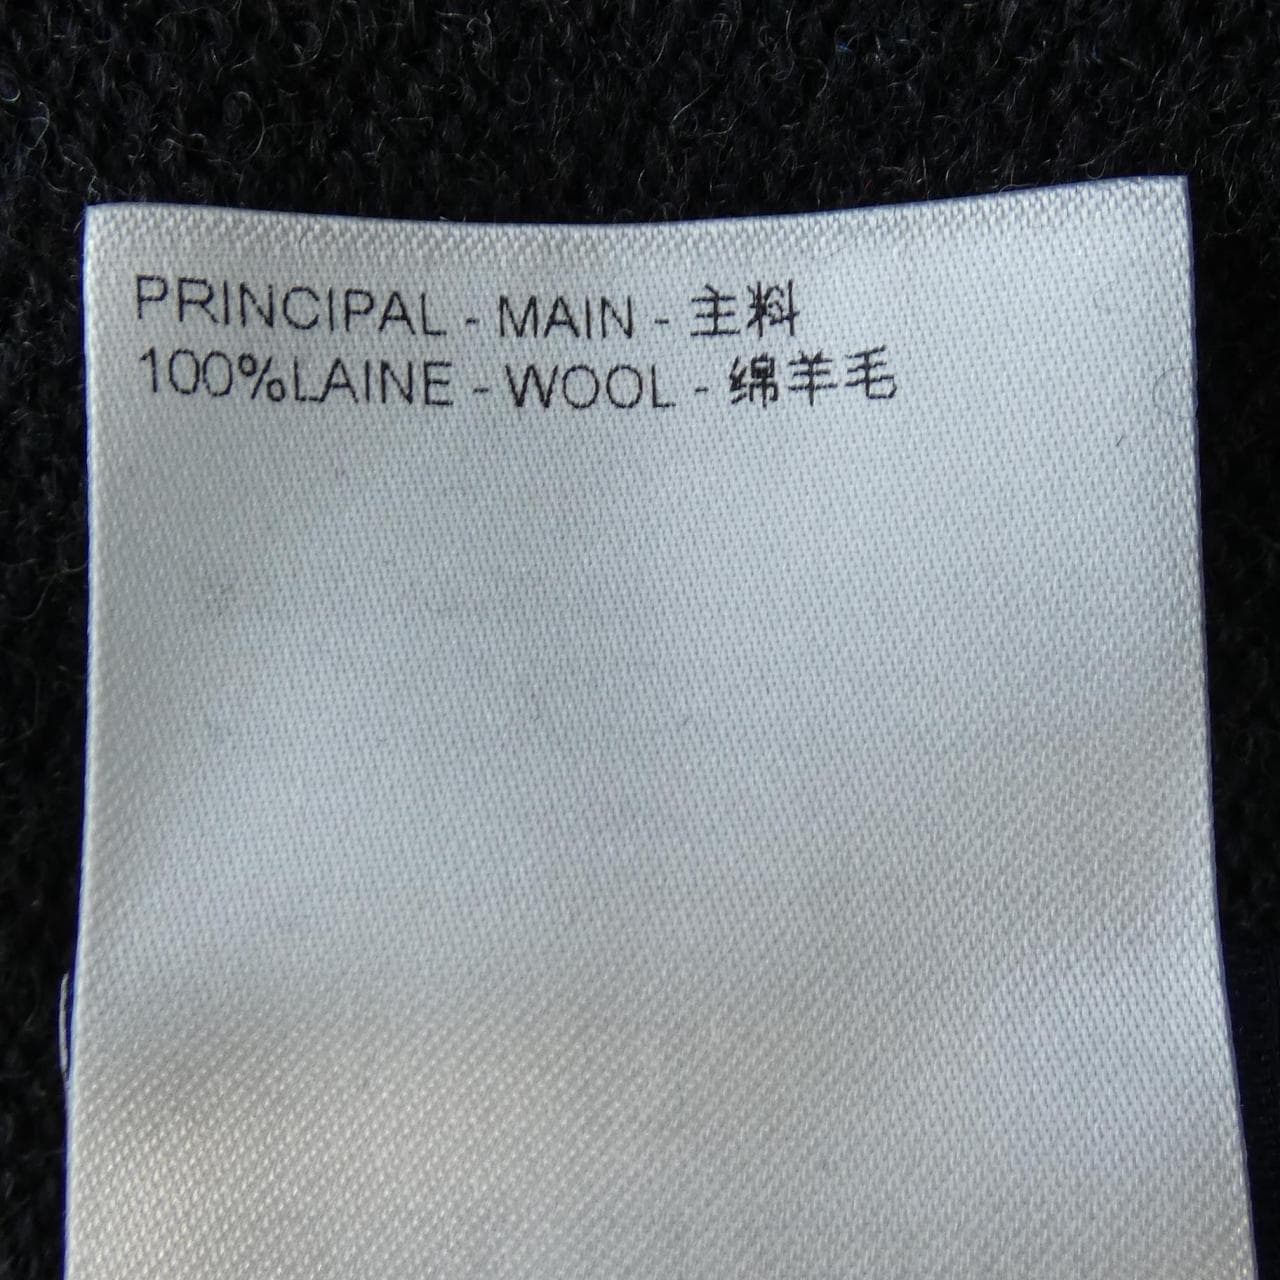 PRINCIPAL - MAIN - 主料
100%LAINE - WOOL - 绵羊毛